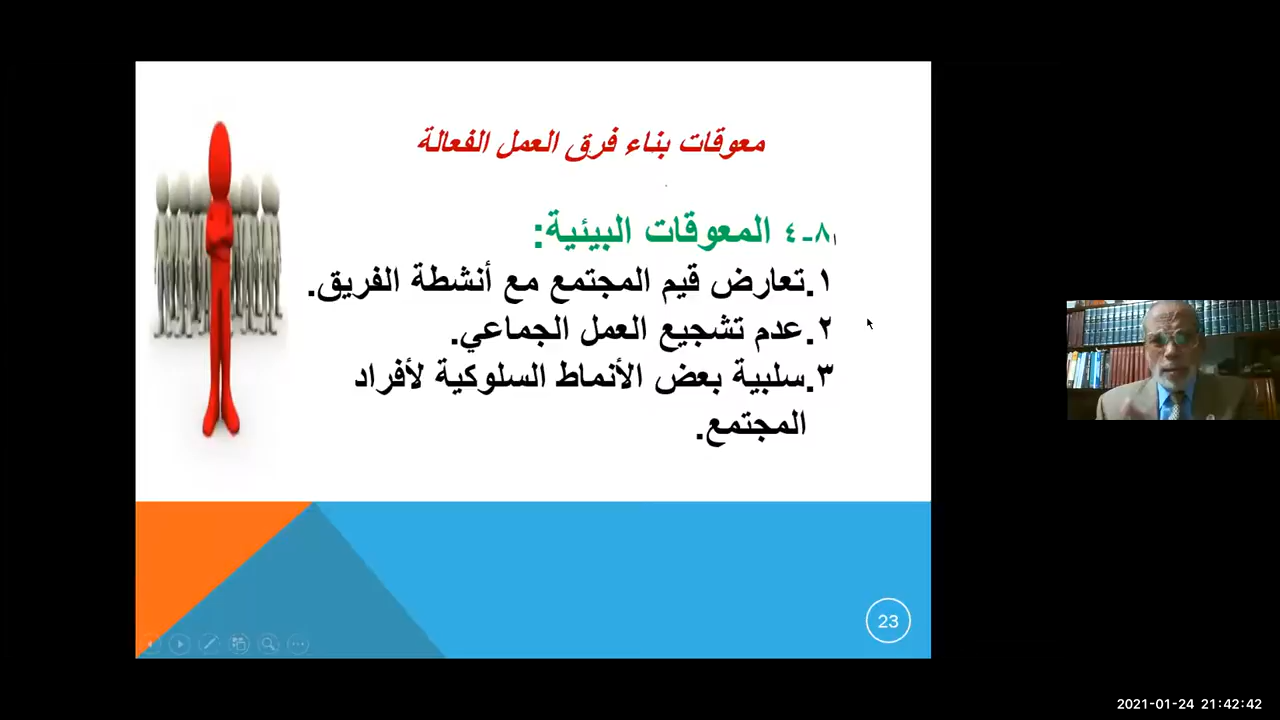 معوقات بناء فرق العمل الفعالة
٨-٤ المعوقات البيئية:
١.تعارض قيم المجتمع مع أنشطة الفريق.
٢.عدم تشجيع العمل الجماعي.
٣.سلبية بعض الأنماط السلوكية لأفراد
المجتمع.
23
2021-01-24 21:42:42